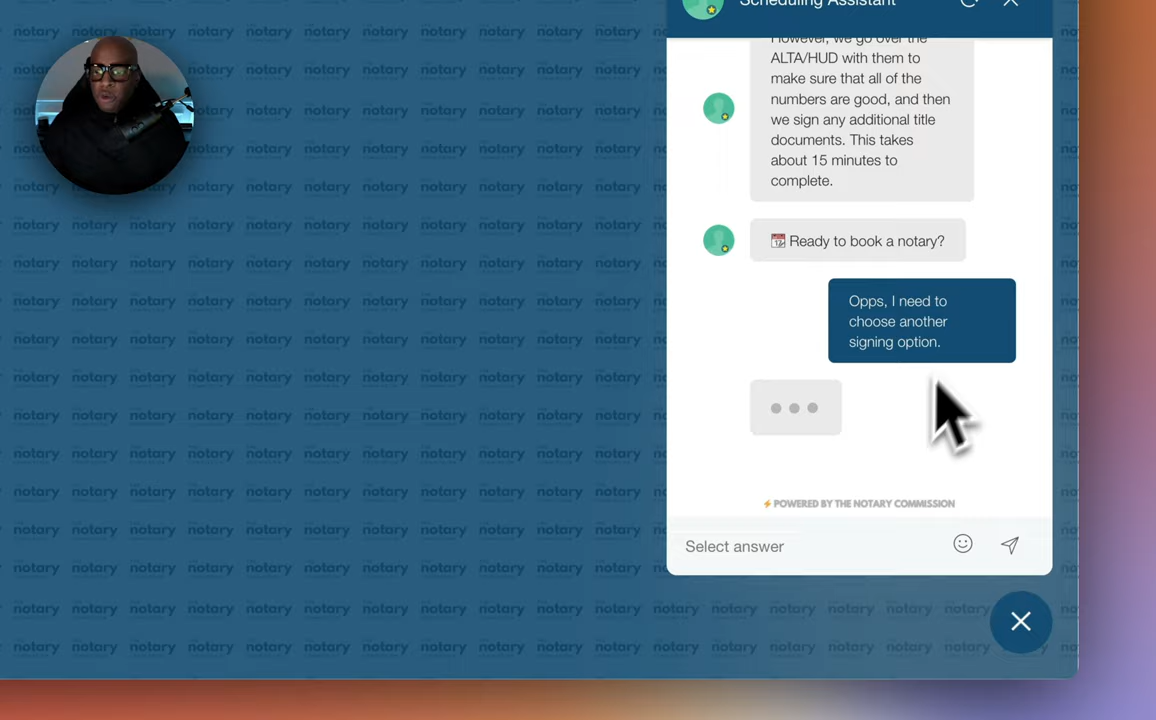 Scheduling Assistant
However, we go over the
ALTA/HUD with them to
make sure that all of the
numbers are good, and then
we sign any additional title
documents. This takes
about 15 minutes to
complete.
📆 Ready to book a notary?
Opps, I need to
choose another
signing option.
⚡ POWERED BY THE NOTARY COMMISSION
Select answer
notary